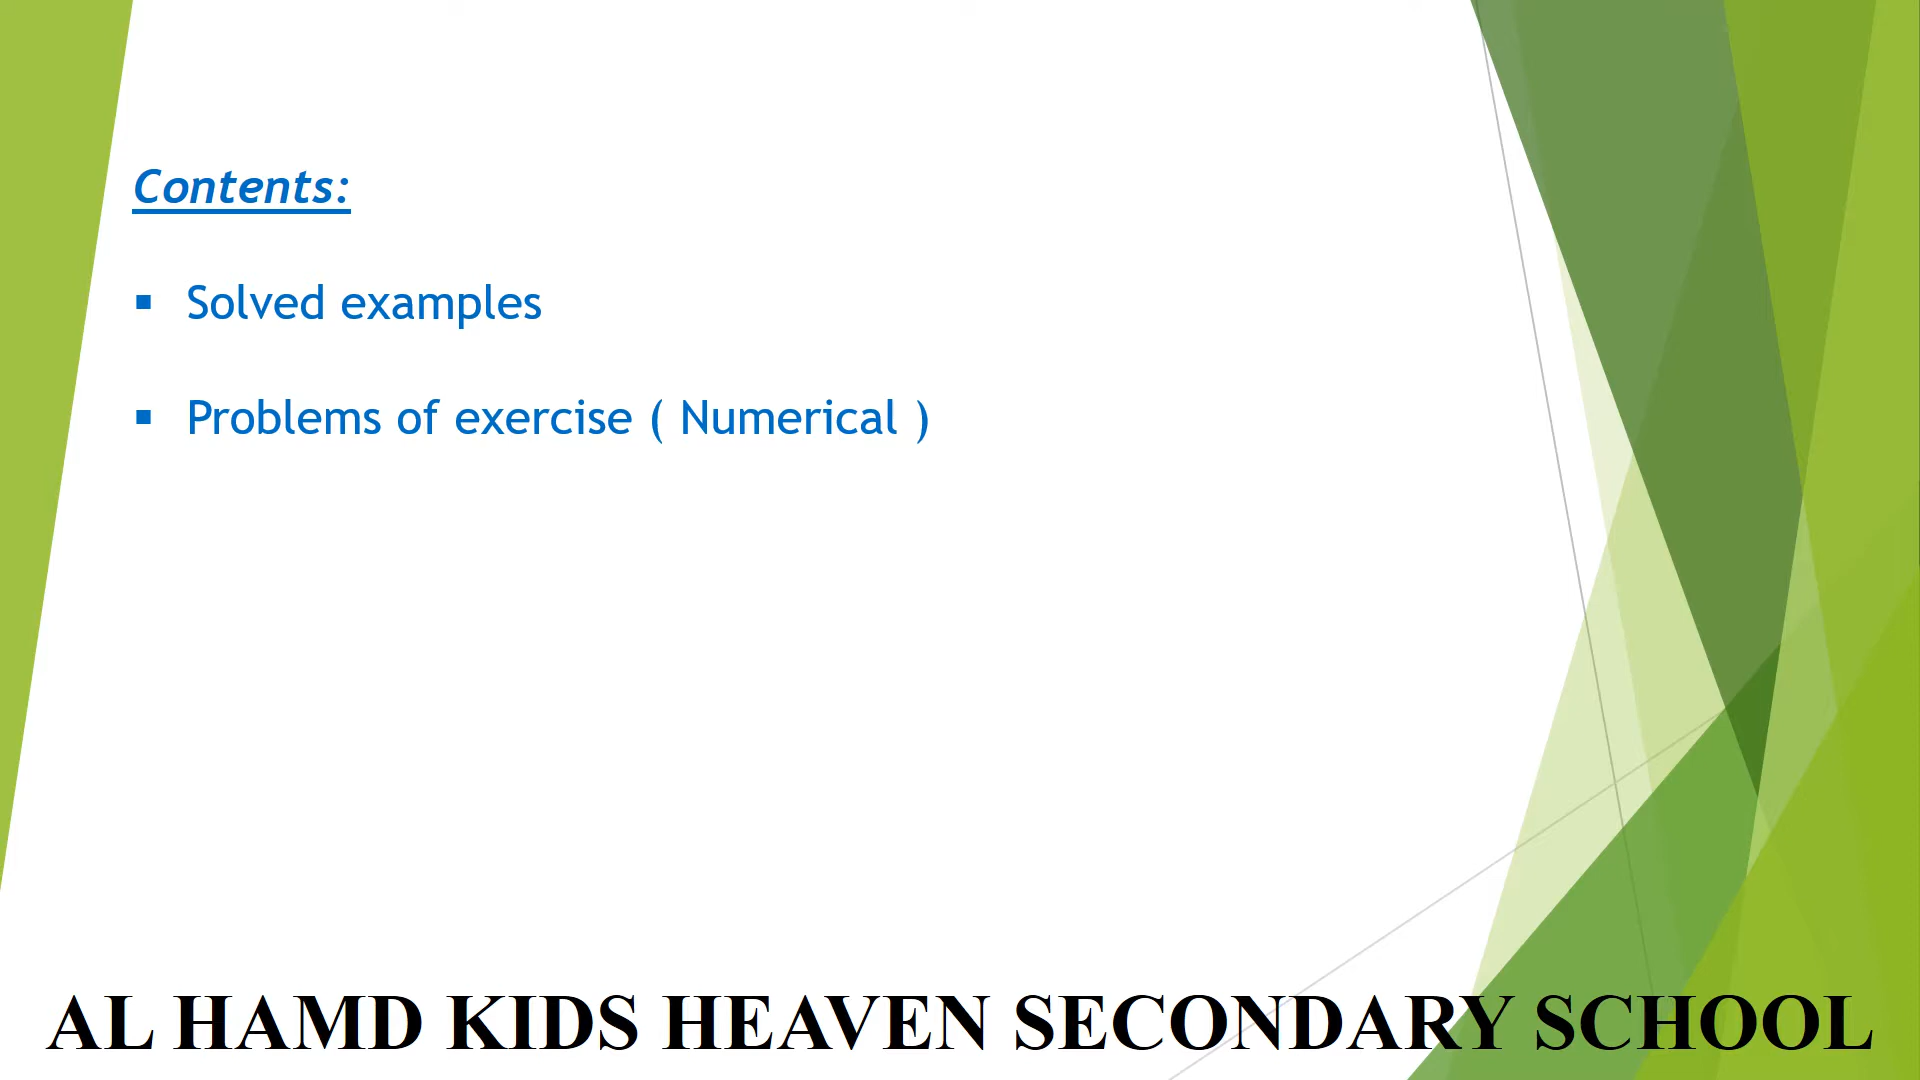 Contents:
▪ Solved examples
▪ Problems of exercise ( Numerical )
AL HAMD KIDS HEAVEN SECONDARY SCHOOL